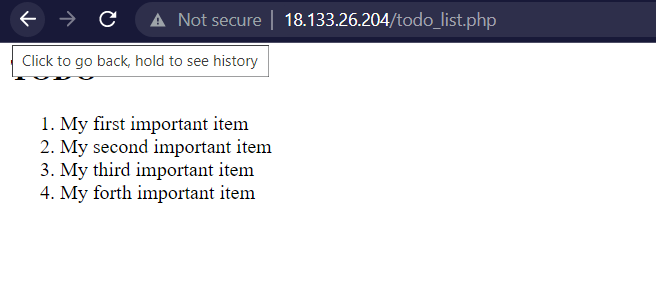 Not secure | 18.133.26.204/todo_list.php
Click to go back, hold to see history
TODO
1. My first important item
2. My second important item
3. My third important item
4. My forth important item